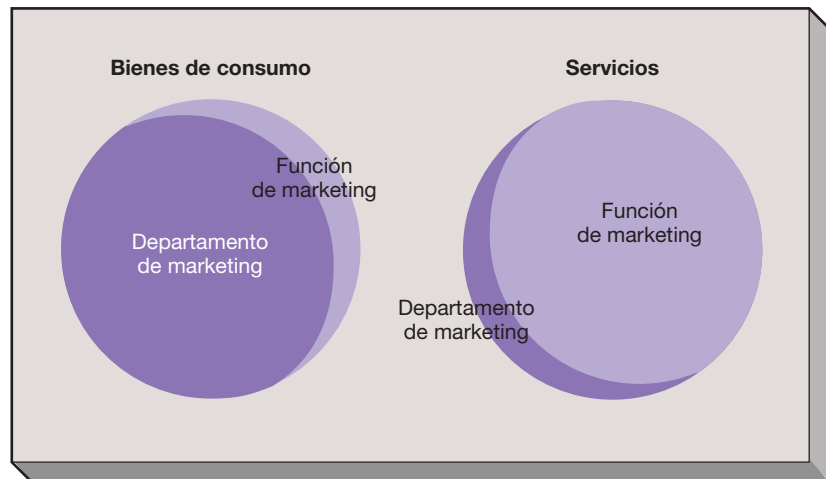 Bienes de consumo
Función
de marketing
Departamento
de marketing
Servicios
Función
de marketing
Departamento
de marketing